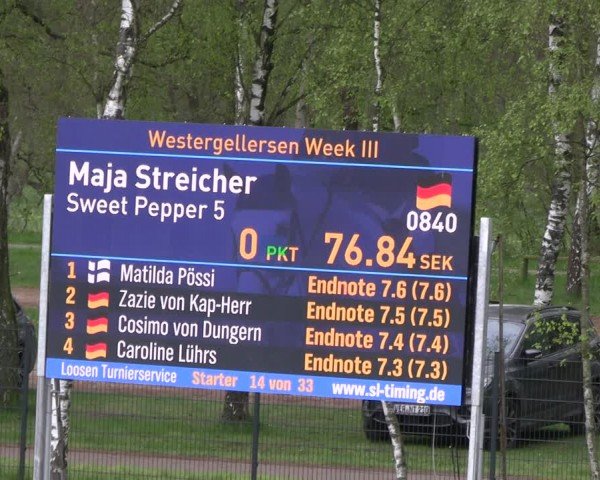 Westergellersen Week III
Maja Streicher
Sweet Pepper 5
0840
0 PKT 76.84 SEK
1 Matilda Pössi Endnote 7.6 (7.6)
2 Zazie von Kap-Herr Endnote 7.5 (7.5)
3 Cosimo von Dungern Endnote 7.4 (7.4)
4 Caroline Lührs Endnote 7.3 (7.3)
Loosen Turnierservice Starter 14 von 33 www.sl-timing.de